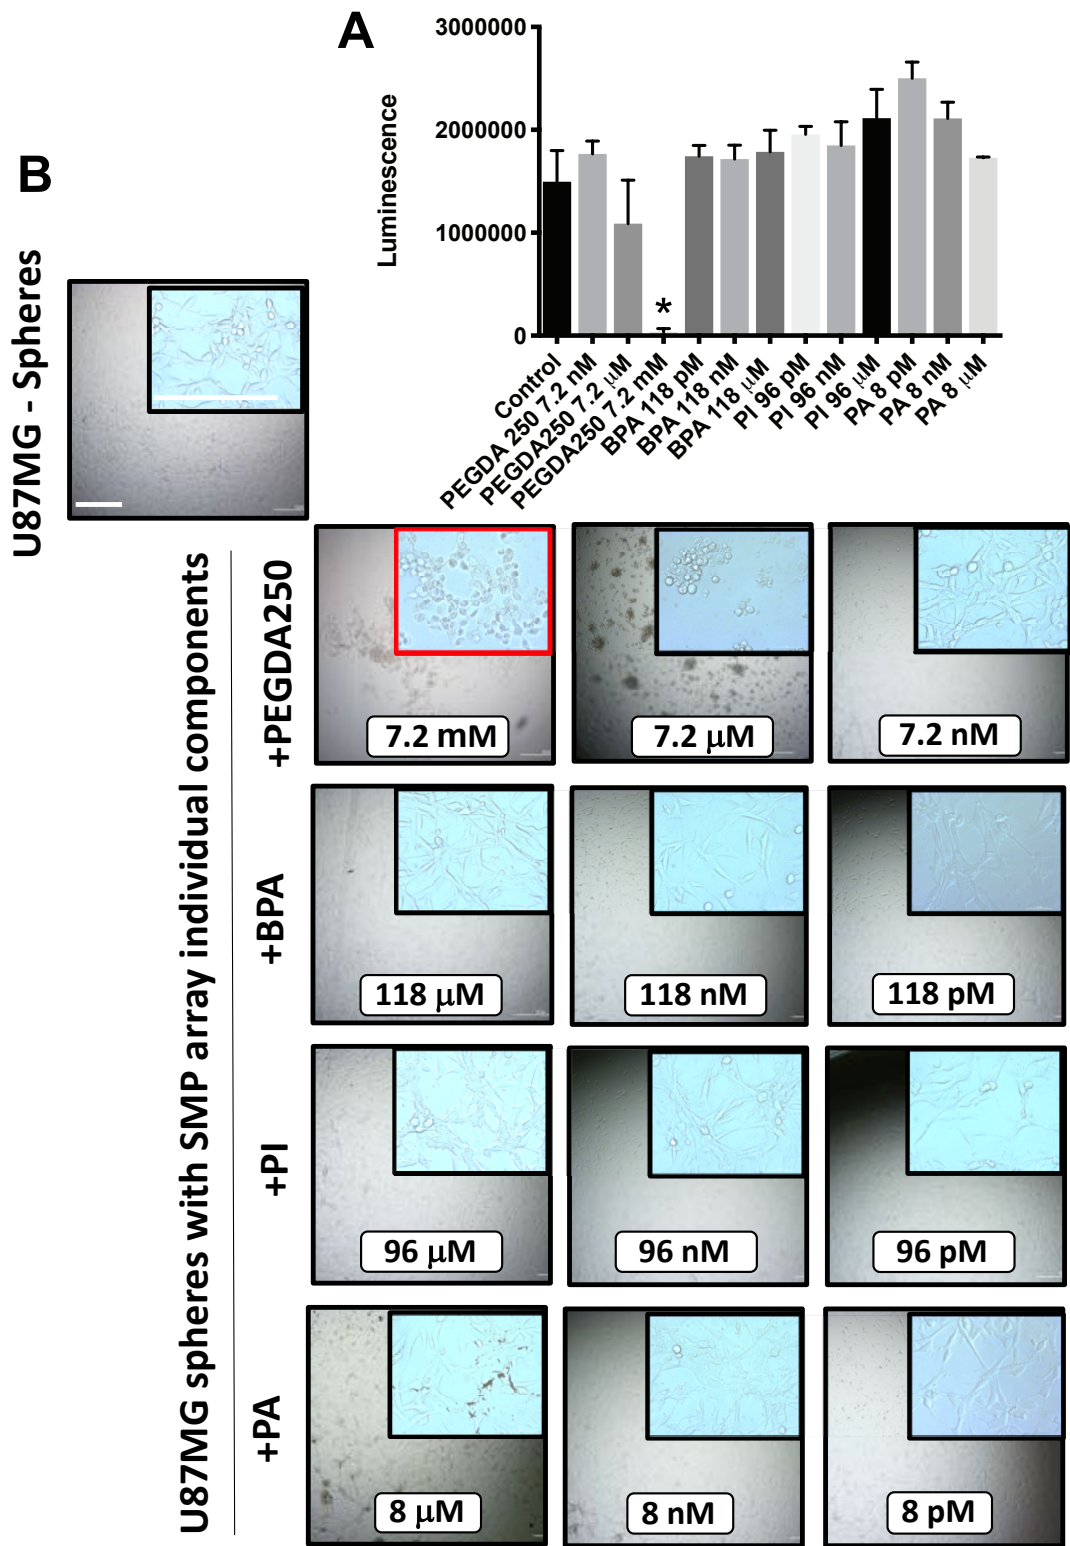 A
3000000
2000000
1000000
0
Luminescence
*
Control
PEGDA 250 7.2 nM
PEGDA250 7.2 μM
PEGDA250 7.2 mM
BPA 118 pM
BPA 118 nM
BPA 118 μM
PI 96 pM
PI 96 nM
PI 96 μM
PA 8 pM
PA 8 nM
PA 8 μM
B
U87MG - Spheres
U87MG spheres with SMP array individual components
+PEGDA250
7.2 mM
7.2 μM
7.2 nM
+BPA
118 μM
118 nM
118 pM
+PI
96 μM
96 nM
96 pM
+PA
8 μM
8 nM
8 pM